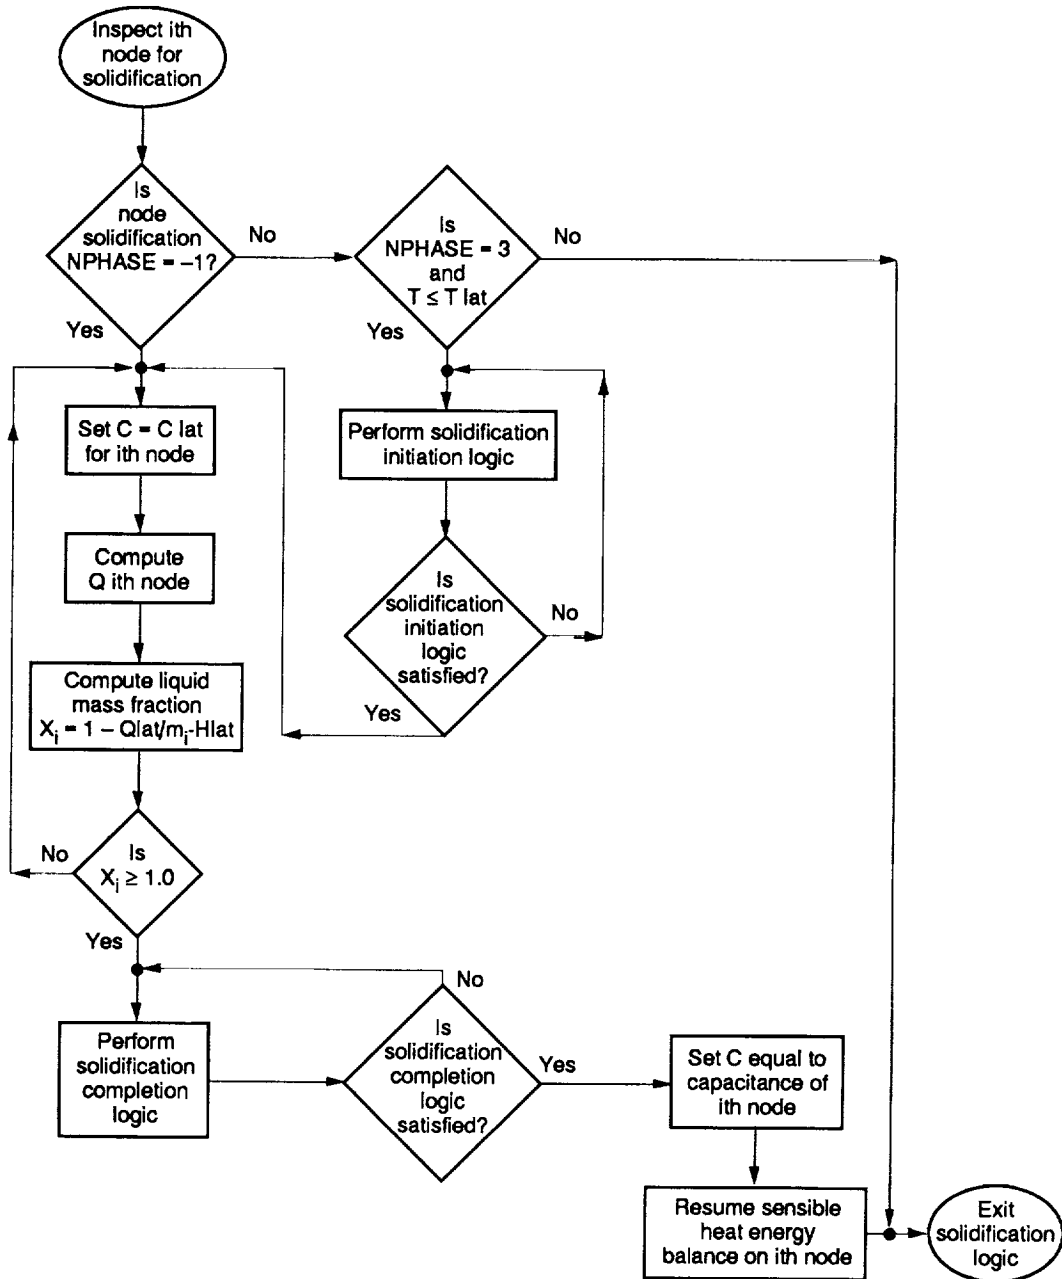 Inspect ith
node for
solidification
Is
node
solidification
NPHASE = –1?
No
Yes
Is
NPHASE = 3
and
T ≤ T lat
No
Yes
Set C = C lat
for ith node
Perform solidification
initiation logic
Compute
Q ith node
Is
solidification
initiation
logic
satisfied?
No
Yes
Compute liquid
mass fraction
Xi = 1 – Qlat/mi-Hlat
Is
Xi ≥ 1.0
No
Yes
Perform
solidification
completion
logic
Is
solidification
completion
logic
satisfied?
No
Yes
Set C equal to
capacitance of
ith node
Resume sensible
heat energy
balance on ith node
Exit
solidification
logic